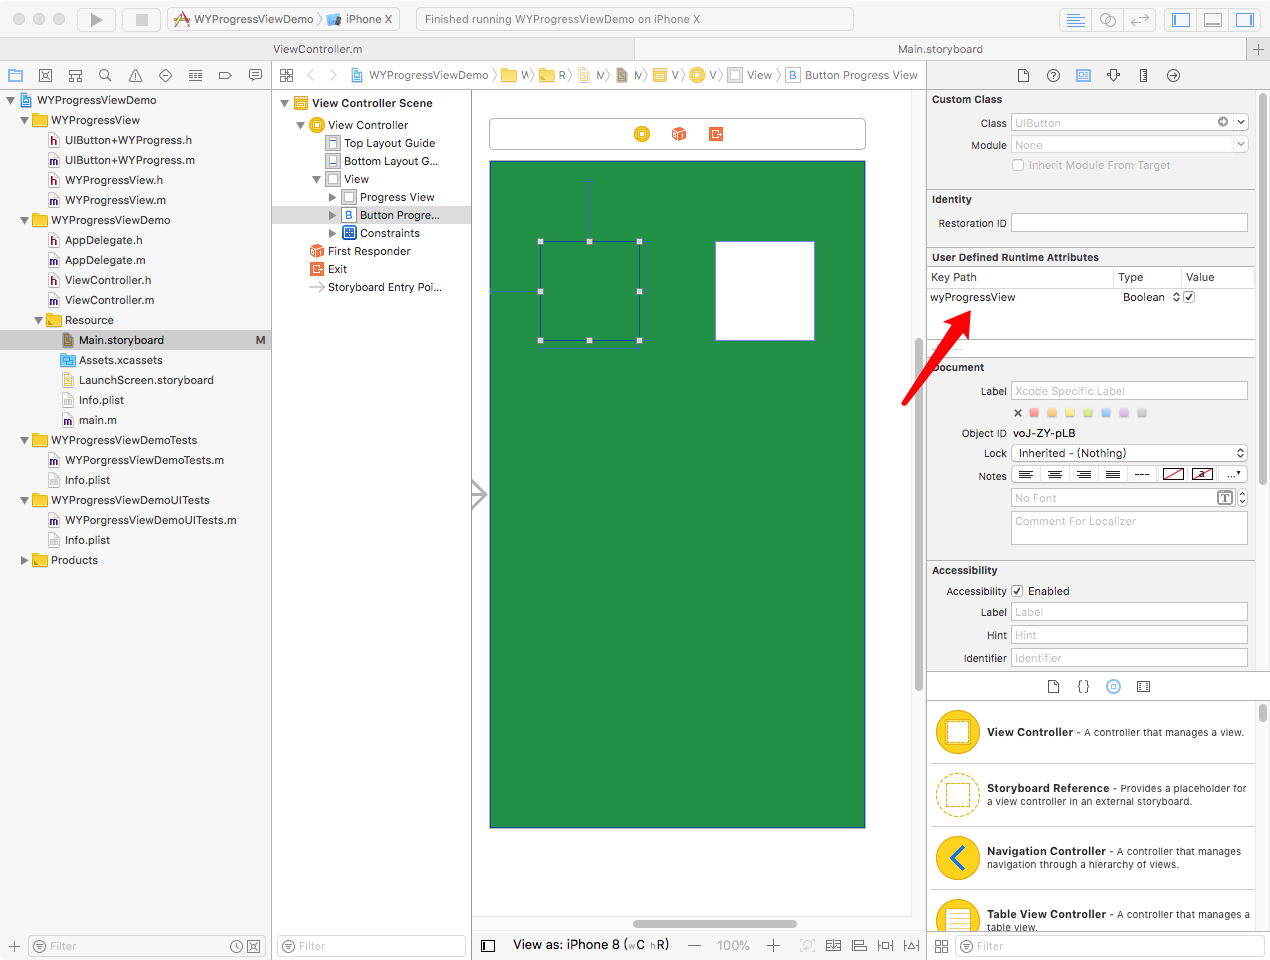 WYProgressViewDemo
iPhone X
Finished running WYProgressViewDemo on iPhone X
ViewController.m
Main.storyboard
WYProgressViewDemo
R
M
M
View
Button Progress View
WYProgressViewDemo
WYProgressView
UIButton+WYProgress.h
UIButton+WYProgress.m
WYProgressView.h
WYProgressView.m
WYProgressViewDemo
AppDelegate.h
AppDelegate.m
ViewController.h
ViewController.m
Resource
Main.storyboard M
Assets.xcassets
LaunchScreen.storyboard
Info.plist
main.m
WYProgressViewDemoTests
WYPorgressViewDemoTests.m
Info.plist
WYProgressViewDemoUITests
WYPorgressViewDemoUITests.m
Info.plist
Products
Filter
View Controller Scene
View Controller
Top Layout Guide
Bottom Layout G...
View
Progress View
B Button Progre...
Constraints
First Responder
Exit
Storyboard Entry Poi...
Filter
View as: iPhone 8 (wC hR)
100%
Custom Class
Class UIButton
Module None
Inherit Module From Target
Identity
Restoration ID
User Defined Runtime Attributes
Key Path Type Value
wyProgressView Boolean
Document
Label Xcode Specific Label
Object ID voJ-ZY-pLB
Lock Inherited - (Nothing)
Notes
No Font
Comment For Localizer
Accessibility
Accessibility Enabled
Label Label
Hint Hint
Identifier Identifier
View Controller - A controller that manages a view.
Storyboard Reference - Provides a placeholder for
a view controller in an external storyboard.
Navigation Controller - A controller that manages
navigation through a hierarchy of views.
Table View Controller - A controller that manages a
table view.
Filter